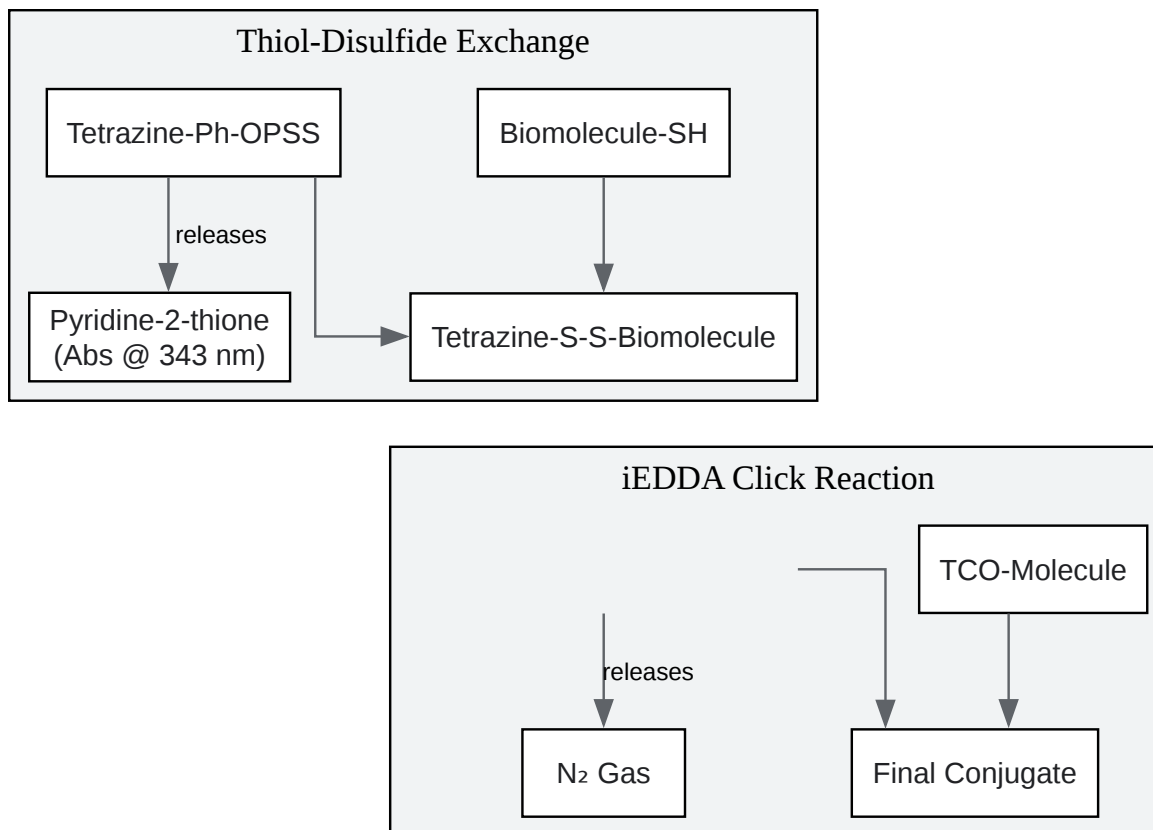 Thiol-Disulfide Exchange
Tetrazine-Ph-OPSS
Biomolecule-SH
releases
Pyridine-2-thione
(Abs @ 343 nm)
Tetrazine-S-S-Biomolecule
iEDDA Click Reaction
TCO-Molecule
releases
N₂ Gas
Final Conjugate